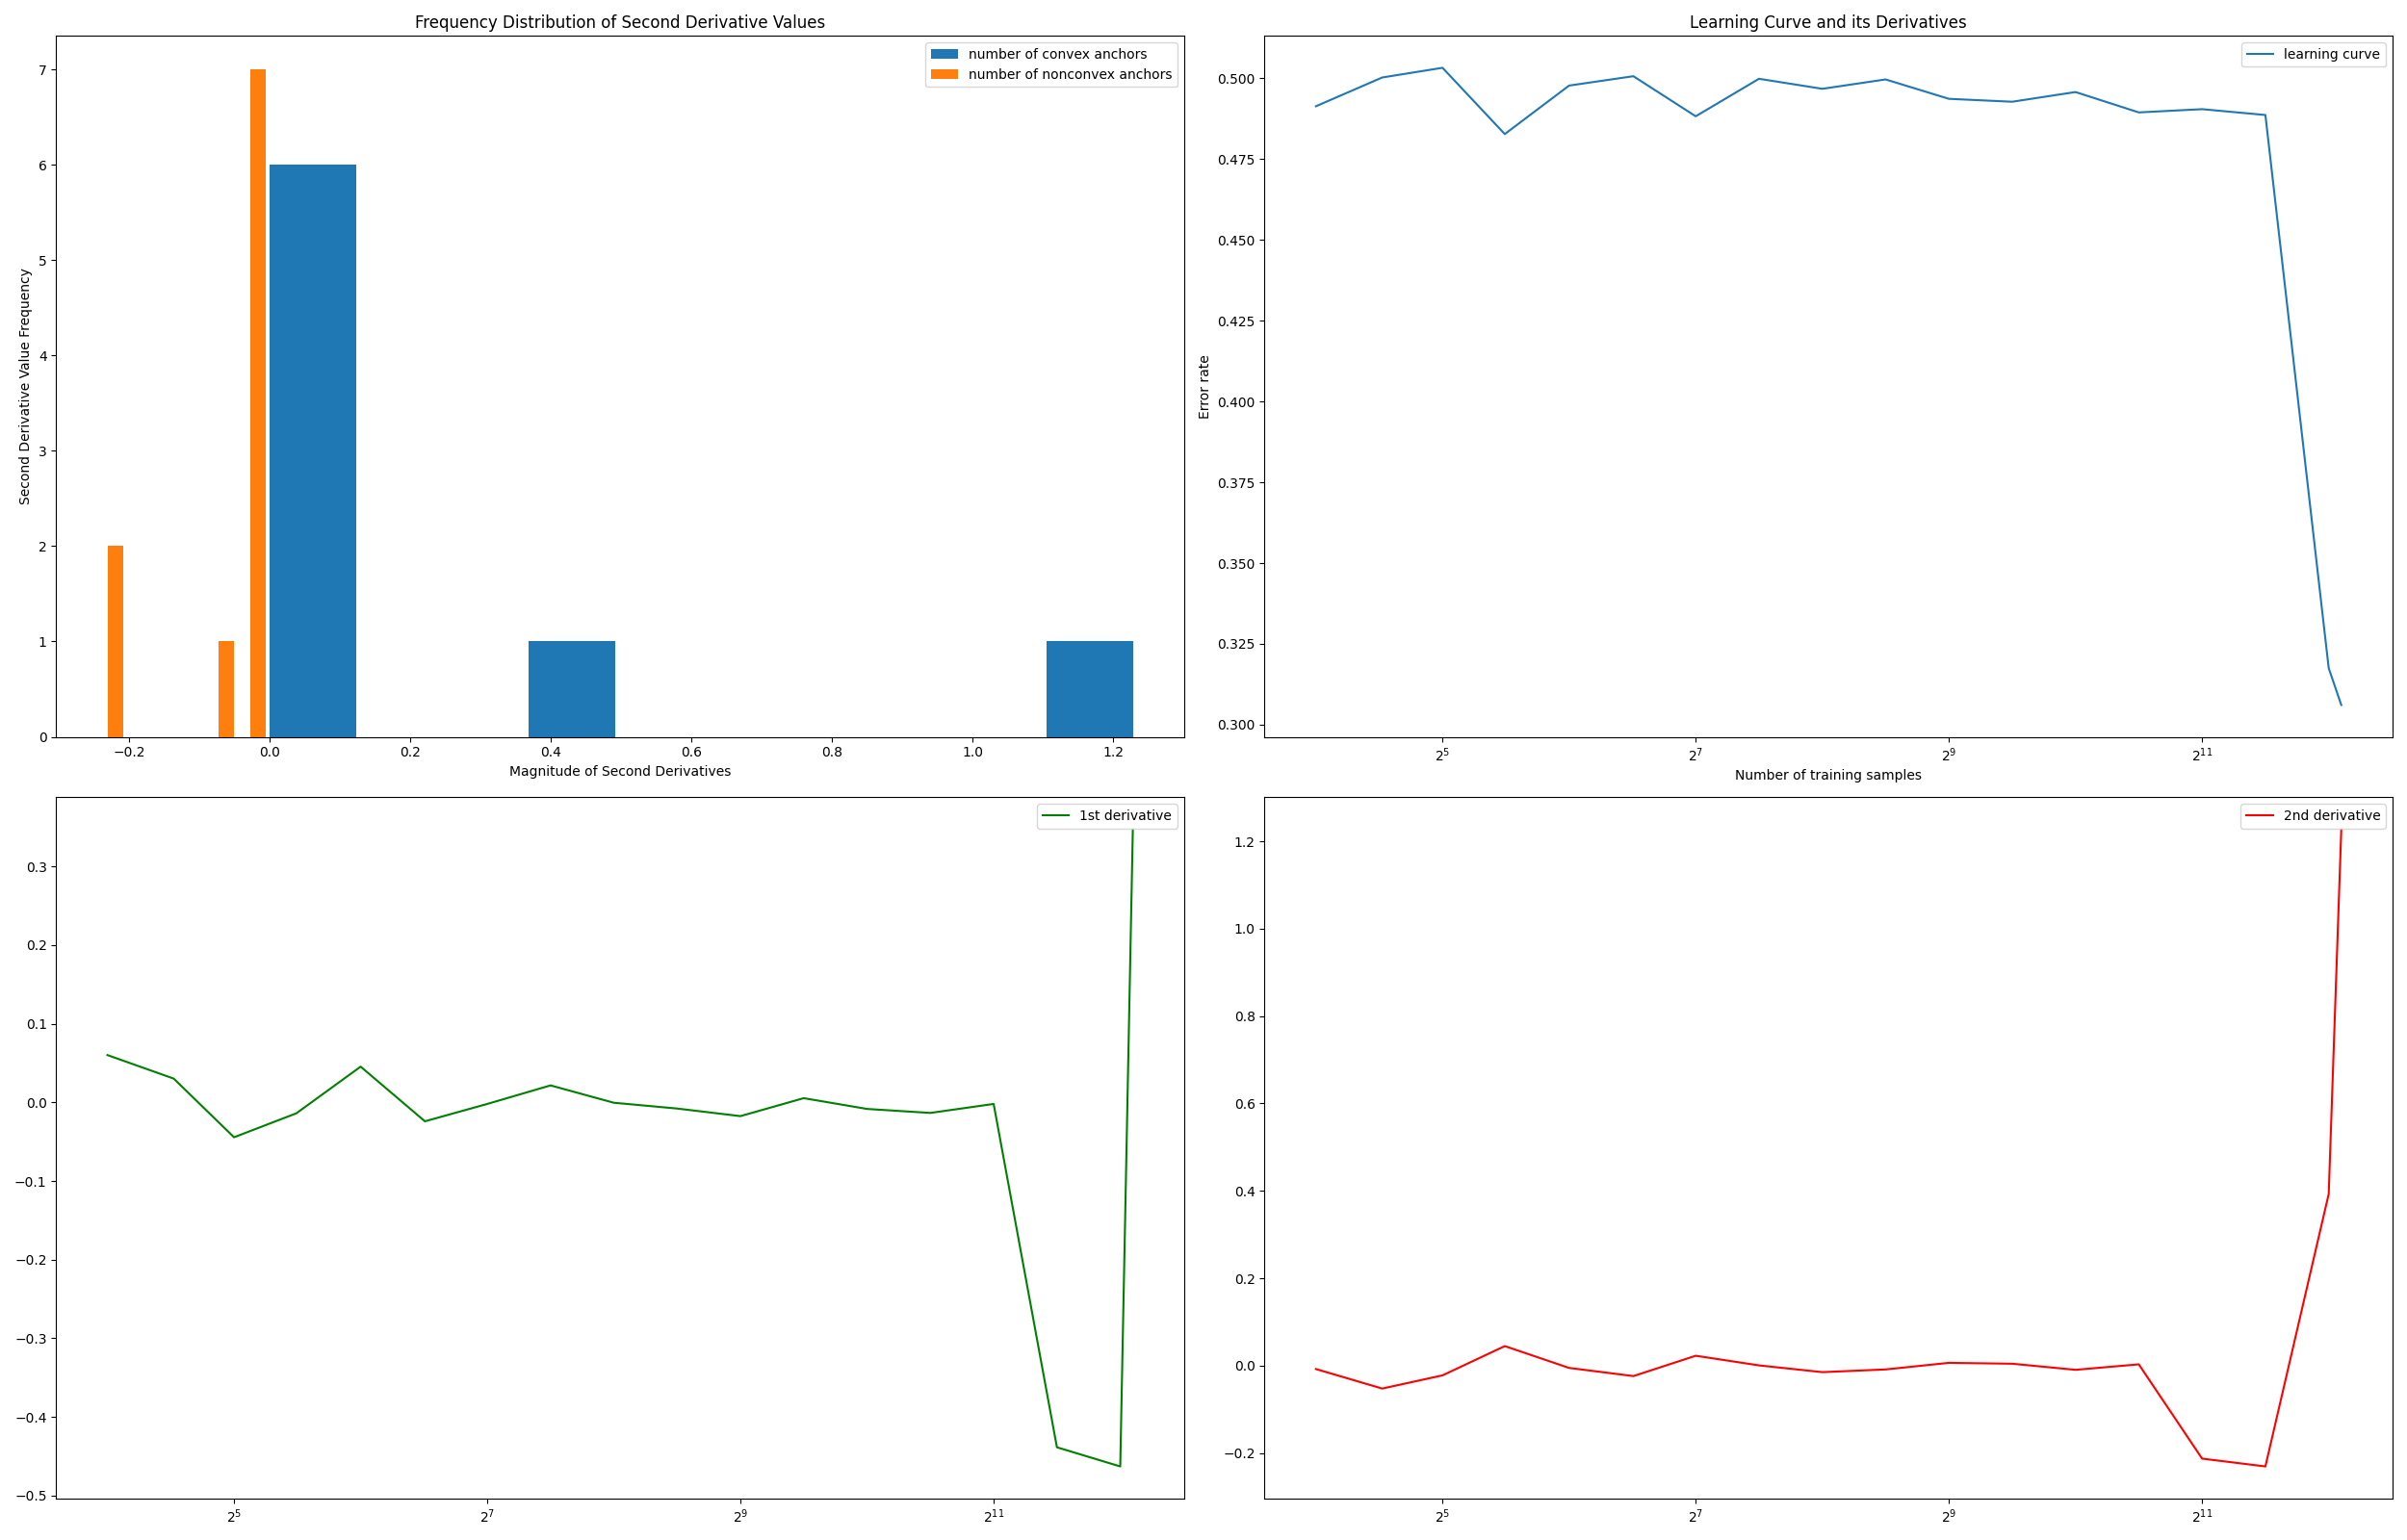 Frequency Distribution of Second Derivative Values
number of convex anchors
number of nonconvex anchors
Second Derivative Value Frequency
7
6
5
4
3
2
1
0
−0.2 0.0 0.2 0.4 0.6 0.8 1.0 1.2
Magnitude of Second Derivatives
Learning Curve and its Derivatives
learning curve
Error rate
0.500
0.475
0.450
0.425
0.400
0.375
0.350
0.325
0.300
2^5 2^7 2^9 2^11
Number of training samples
1st derivative
0.3
0.2
0.1
0.0
−0.1
−0.2
−0.3
−0.4
−0.5
2^5 2^7 2^9 2^11
2nd derivative
1.2
1.0
0.8
0.6
0.4
0.2
0.0
−0.2
2^5 2^7 2^9 2^11